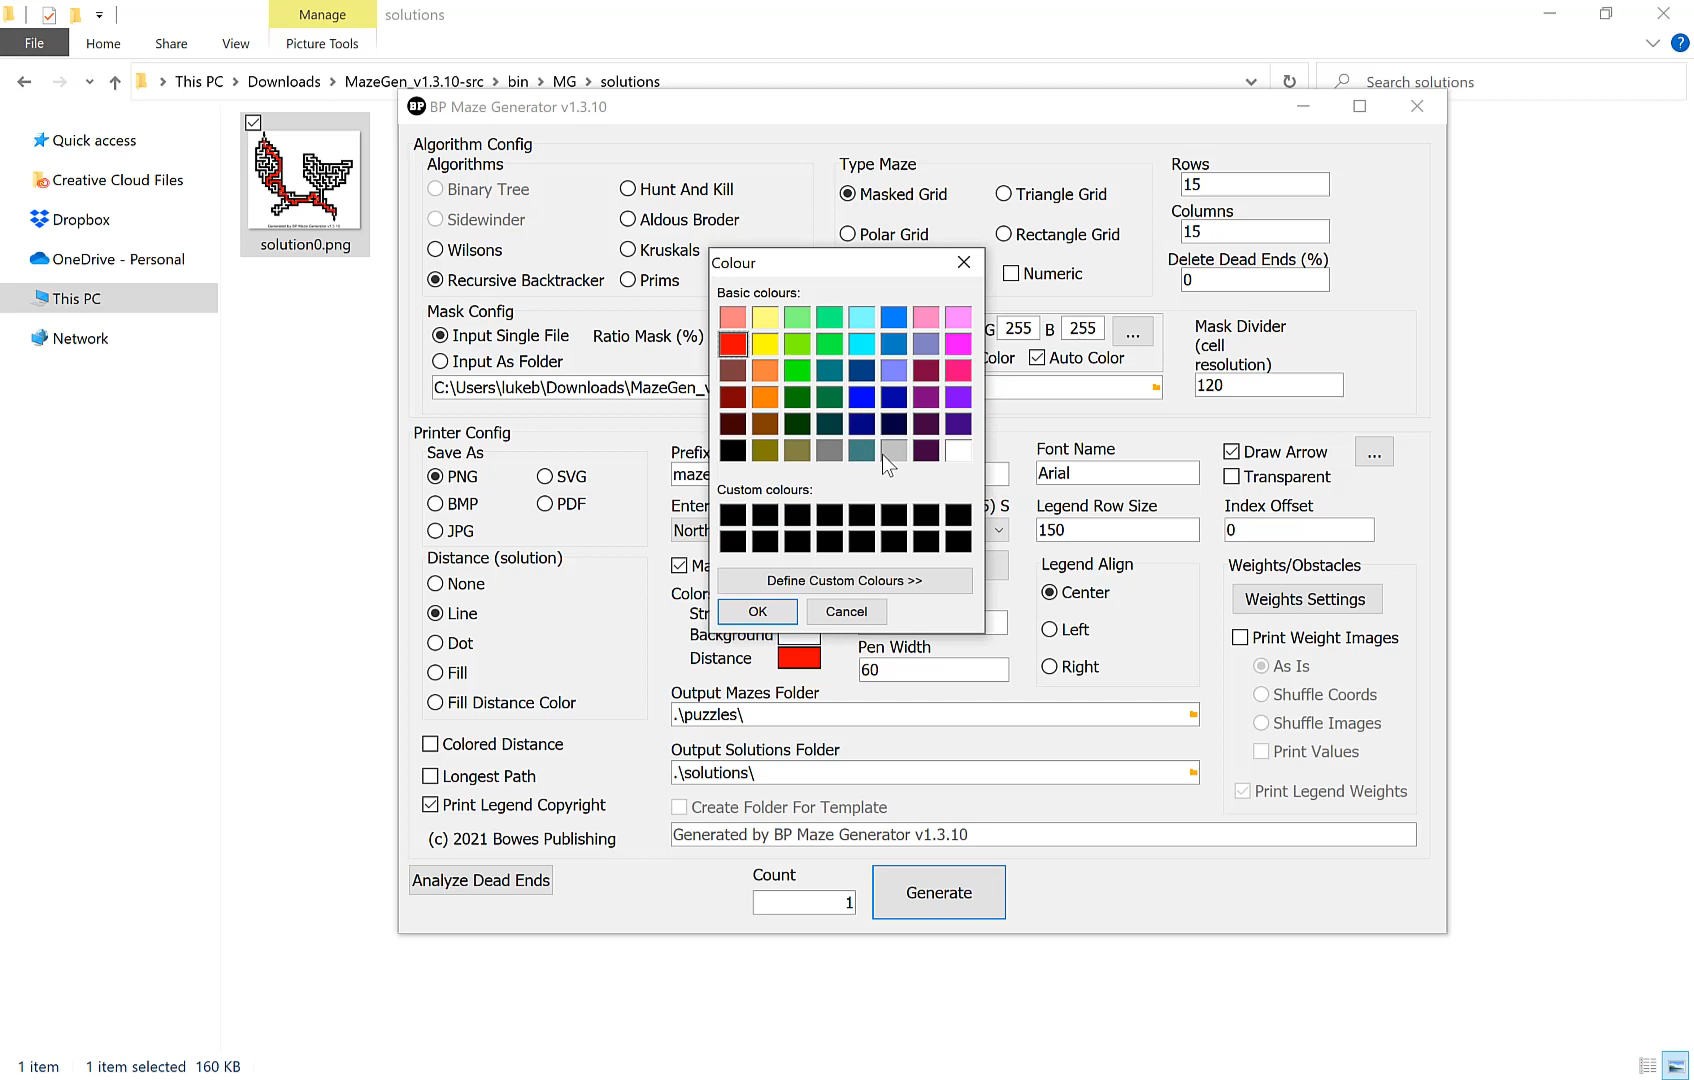 Manage
solutions
File
Home
Share
View
Picture Tools
?
This PC
Downloads
MazeGen_v1.3.10-src
bin
MG
solutions
Search solutions
Quick access
Creative Cloud Files
Dropbox
OneDrive - Personal
This PC
Network
solution0.png
BP
BP Maze Generator v1.3.10
Algorithm Config
Algorithms
Binary Tree
Hunt And Kill
Sidewinder
Aldous Broder
Wilsons
Kruskals
Recursive Backtracker
Prims
Type Maze
Masked Grid
Triangle Grid
Polar Grid
Rectangle Grid
Numeric
Rows
15
Columns
15
Delete Dead Ends (%)
0
Mask Config
Input Single File
Ratio Mask (%)
Input As Folder
C:\Users\lukeb\Downloads\MazeGen_v
G 255 B 255 ...
Color
Auto Color
Mask Divider
(cell
resolution)
120
Colour
Basic colours:
Custom colours:
Define Custom Colours >>
OK
Cancel
Printer Config
Save As
PNG
SVG
BMP
PDF
JPG
Distance (solution)
None
Line
Dot
Fill
Fill Distance Color
Colored Distance
Longest Path
Print Legend Copyright
(c) 2021 Bowes Publishing
Prefix
maze
Enter
North
S
Ma
Color
Str
Background
Distance
Pen Width
60
Font Name
Arial
Legend Row Size
150
Legend Align
Center
Left
Right
Draw Arrow
...
Transparent
Index Offset
0
Weights/Obstacles
Weights Settings
Print Weight Images
As Is
Shuffle Coords
Shuffle Images
Print Values
Print Legend Weights
Output Mazes Folder
.\puzzles\
Output Solutions Folder
.\solutions\
Create Folder For Template
Generated by BP Maze Generator v1.3.10
Analyze Dead Ends
Count
1
Generate
1 item
1 item selected
160 KB